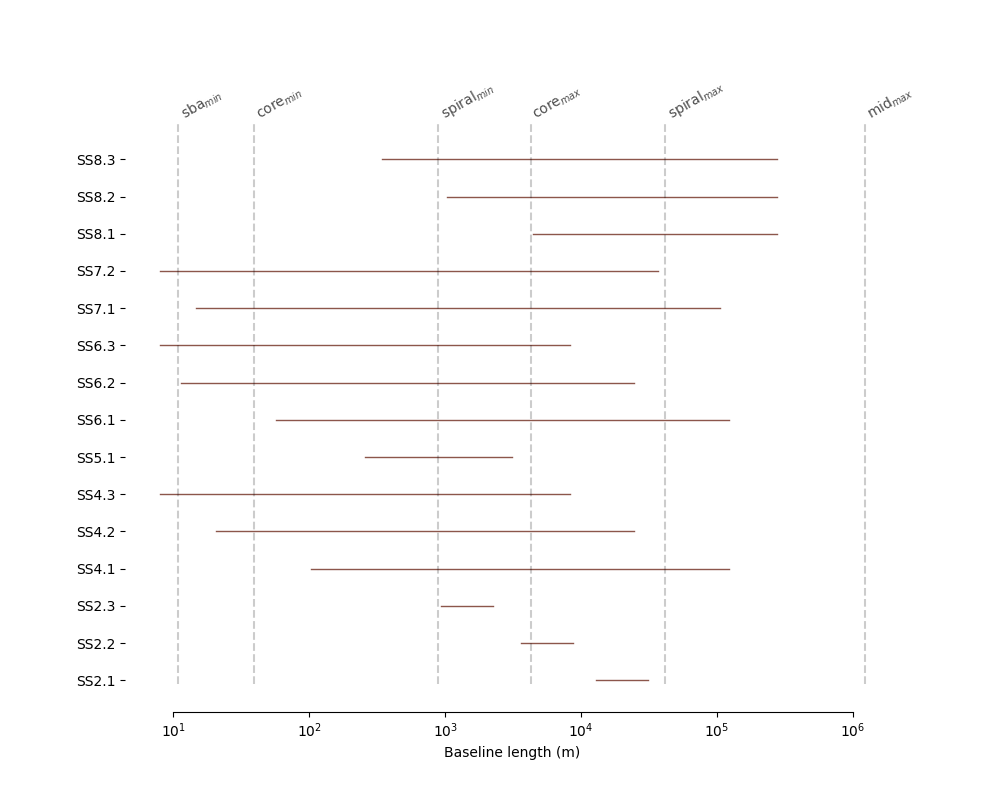 sba_min core_min spiral_min core_max spiral_max mid_max
SS8.3
SS8.2
SS8.1
SS7.2
SS7.1
SS6.3
SS6.2
SS6.1
SS5.1
SS4.3
SS4.2
SS4.1
SS2.3
SS2.2
SS2.1
10^1 10^2 10^3 10^4 10^5 10^6
Baseline length (m)